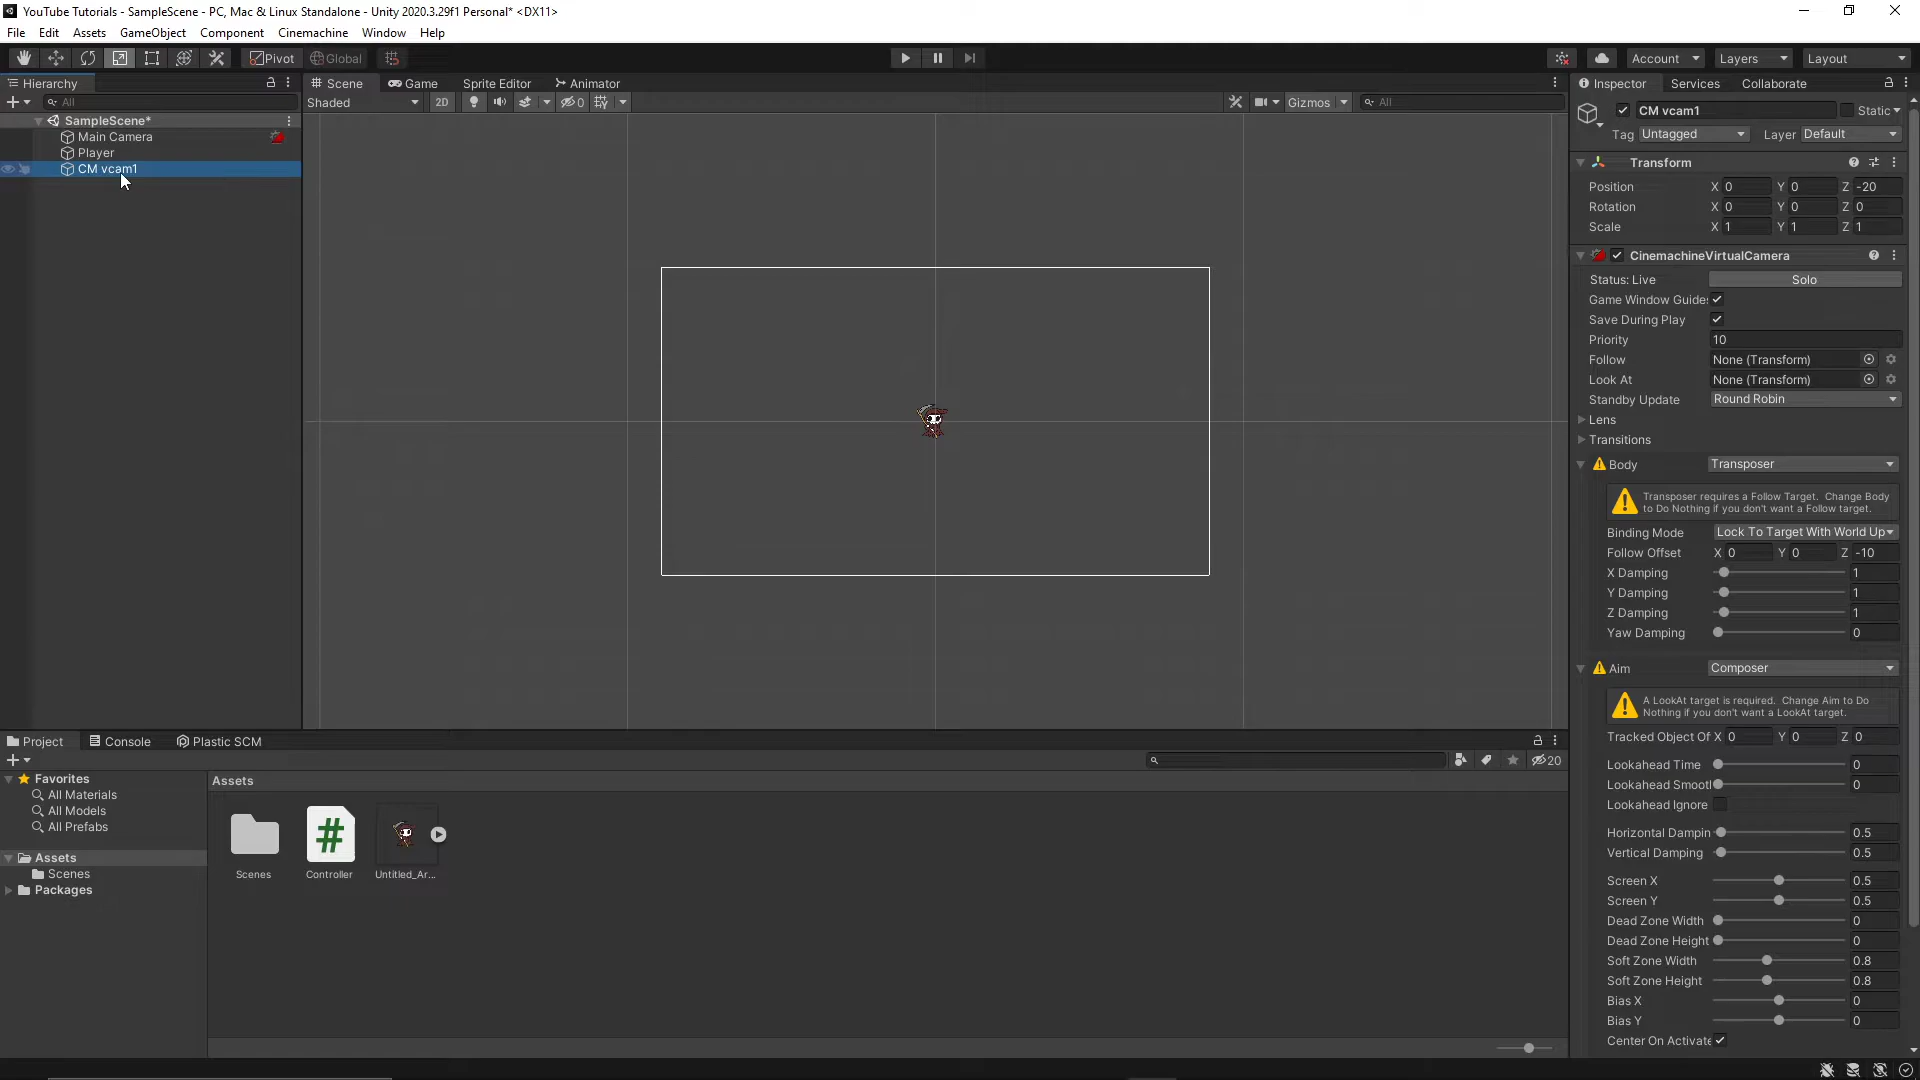 YouTube Tutorials - SampleScene - PC, Mac & Linux Standalone - Unity 2020.3.29f1 Personal* <DX11>
File Edit Assets GameObject Component Cinemachine Window Help
Pivot Global Account Layers Layout
Hierarchy Scene Game Sprite Editor Animator Inspector Services Collaborate
All Shaded 2D 0 Gizmos All
SampleScene*
Main Camera
Player
CM vcam1
CM vcam1 Static
Tag Untagged Layer Default
Transform
Position X 0 Y 0 Z -20
Rotation X 0 Y 0 Z 0
Scale X 1 Y 1 Z 1
CinemachineVirtualCamera
Status: Live Solo
Game Window Guides
Save During Play
Priority 10
Follow None (Transform)
Look At None (Transform)
Standby Update Round Robin
Lens
Transitions
Body Transposer
Transposer requires a Follow Target. Change Body
to Do Nothing if you don't want a Follow target.
Binding Mode Lock To Target With World Up
Follow Offset X 0 Y 0 Z -10
X Damping 1
Y Damping 1
Z Damping 1
Yaw Damping 0
Aim Composer
A LookAt target is required. Change Aim to Do
Nothing if you don't want a LookAt target.
Tracked Object Of X 0 Y 0 Z 0
Lookahead Time 0
Lookahead Smootl 0
Lookahead Ignore
Horizontal Dampin 0.5
Vertical Damping 0.5
Screen X 0.5
Screen Y 0.5
Dead Zone Width 0
Dead Zone Height 0
Soft Zone Width 0.8
Soft Zone Height 0.8
Bias X 0
Bias Y 0
Center On Activate
Project Console Plastic SCM
20
Favorites
All Materials
All Models
All Prefabs
Assets
Scenes
Packages
Assets
Scenes Controller Untitled_Ar...